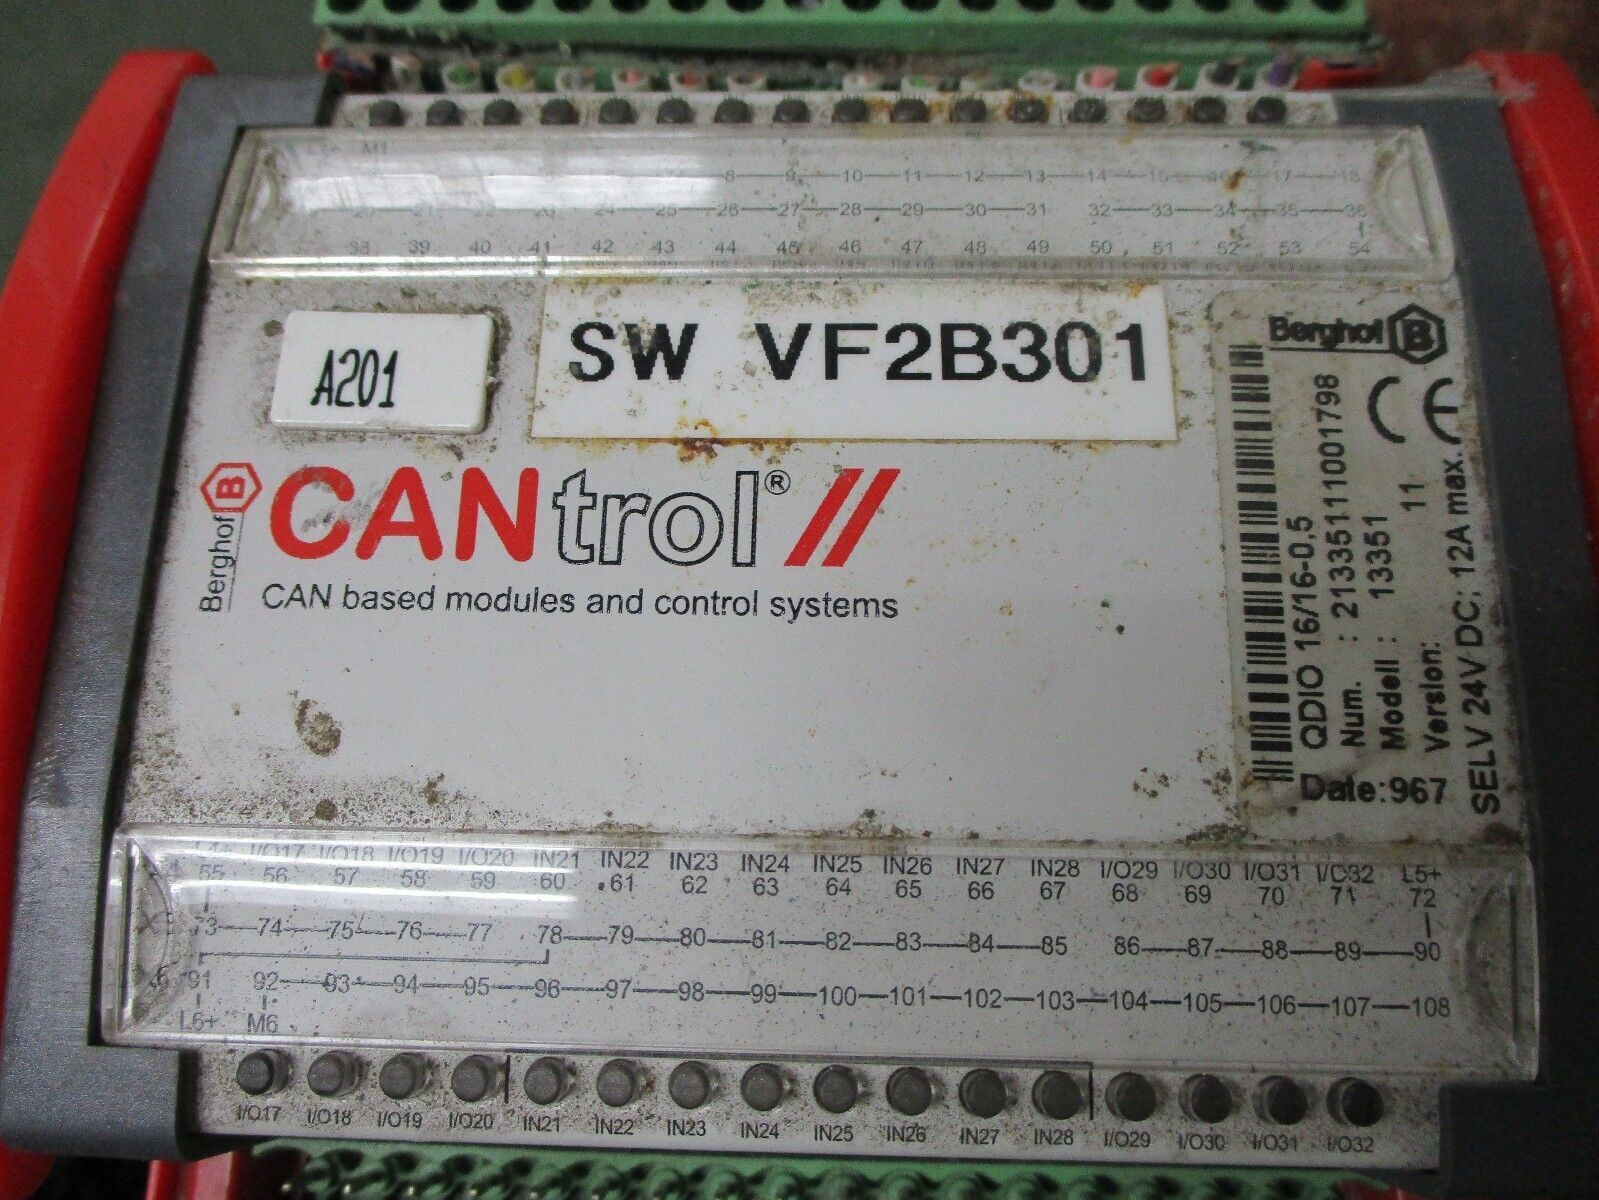 8 9 10 11 12 13 14 15 16 17 18
20 21 22 23 24 25 26 27 28 29 30 31 32 33 34 35 36
38 39 40 41 42 43 44 45 46 47 48 49 50 51 52 53 54
A201
SW VF2B301
Berghof B
CE
QDIO 16/16-0,5
Num. : 21335111001798
Modell : 13351
Version: 11
SELV 24V DC; 12A max.
Date:967
Berghof B
CANtrol®//
CAN based modules and control systems
L4+ I/O17 I/O18 I/O19 I/O20 IN21 IN22 IN23 IN24 IN25 IN26 IN27 IN28 I/O29 I/O30 I/O31 I/O32 L5+
55 56 57 58 59 60 61 62 63 64 65 66 67 68 69 70 71 72
73 74 75 76 77 78 79 80 81 82 83 84 85 86 87 88 89 90
91 92 93 94 95 96 97 98 99 100 101 102 103 104 105 106 107 108
L6+ M6
I/O17 I/O18 I/O19 I/O20 IN21 IN22 IN23 IN24 IN25 IN26 IN27 IN28 I/O29 I/O30 I/O31 I/O32